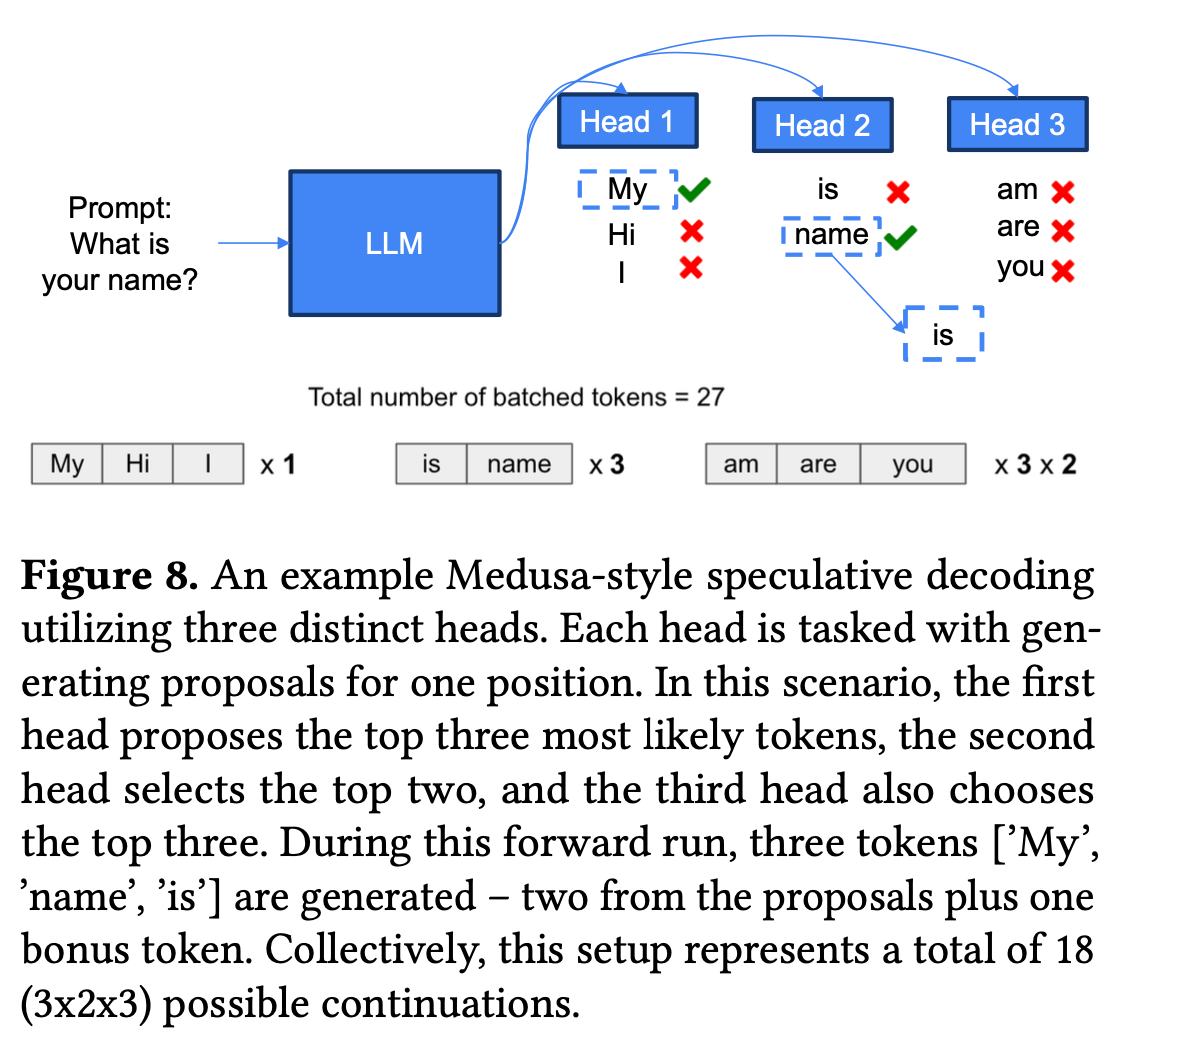 Head 1
Head 2
Head 3
Prompt:
What is
your name?
LLM
My
Hi
I
is
name
am
are
you
is
Total number of batched tokens = 27
My Hi I x 1
is name x 3
am are you x 3 x 2
Figure 8. An example Medusa-style speculative decoding
utilizing three distinct heads. Each head is tasked with gen-
erating proposals for one position. In this scenario, the first
head proposes the top three most likely tokens, the second
head selects the top two, and the third head also chooses
the top three. During this forward run, three tokens [’My’,
’name’, ’is’] are generated – two from the proposals plus one
bonus token. Collectively, this setup represents a total of 18
(3x2x3) possible continuations.